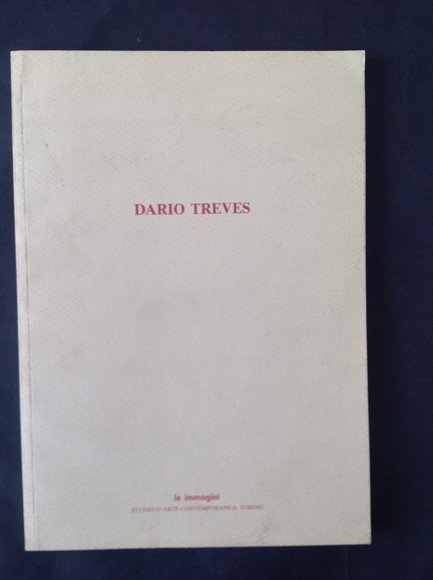 DARIO TREVES
le immagini
STUDIO D'ARTE CONTEMPORANEA, TORINO